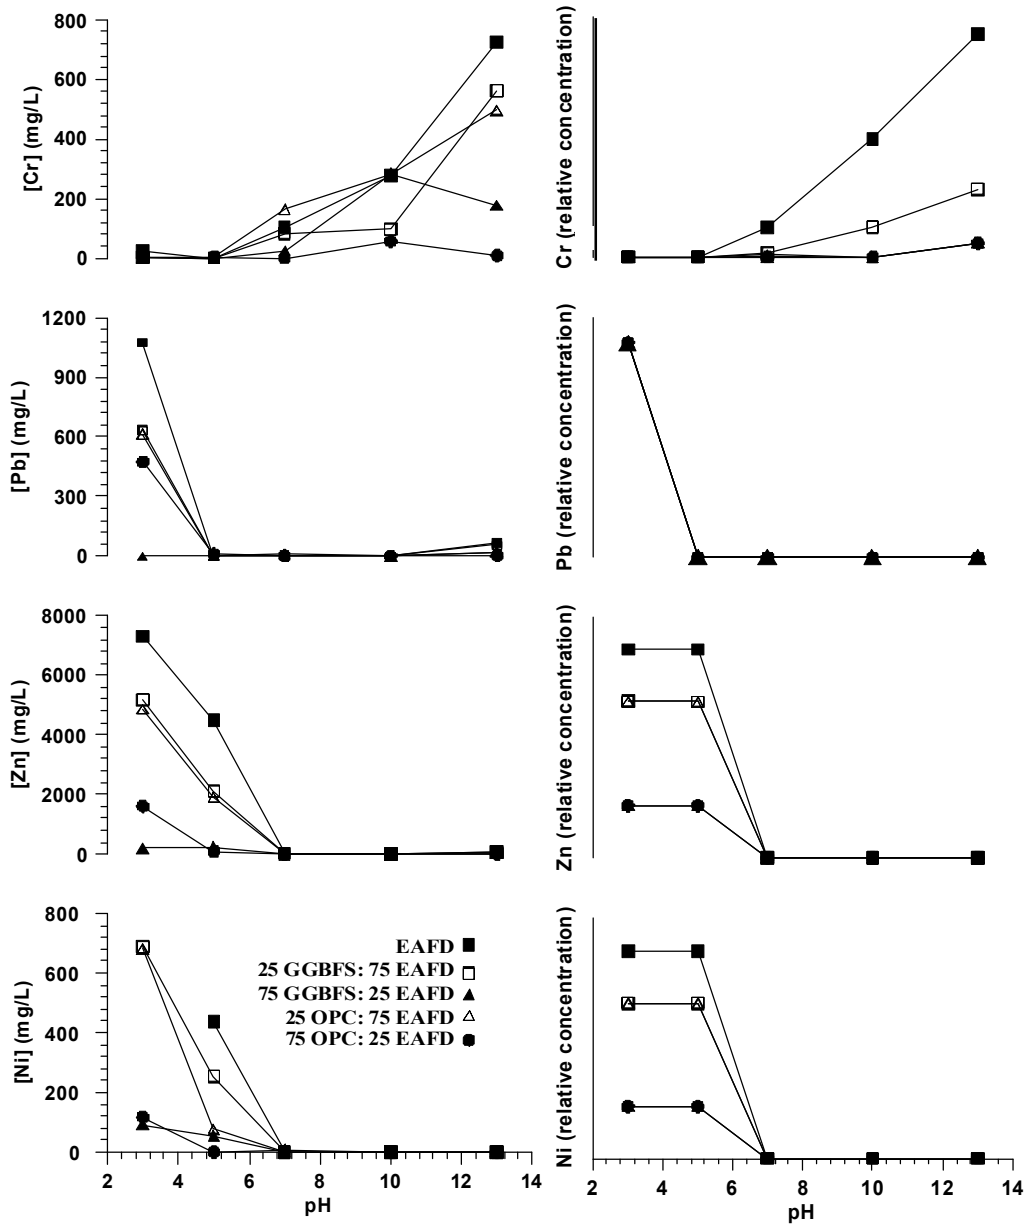 800
600
400
200
0
[Cr] (mg/L)
Cr (relative concentration)
1200
900
600
300
0
[Pb] (mg/L)
Pb (relative concentration)
8000
6000
4000
2000
0
[Zn] (mg/L)
Zn (relative concentration)
800
600
400
200
0
[Ni] (mg/L)
EAFD
25 GGBFS: 75 EAFD
75 GGBFS: 25 EAFD
25 OPC: 75 EAFD
75 OPC: 25 EAFD
2 4 6 8 10 12 14
pH
Ni (relative concentration)
2 4 6 8 10 12 14
pH